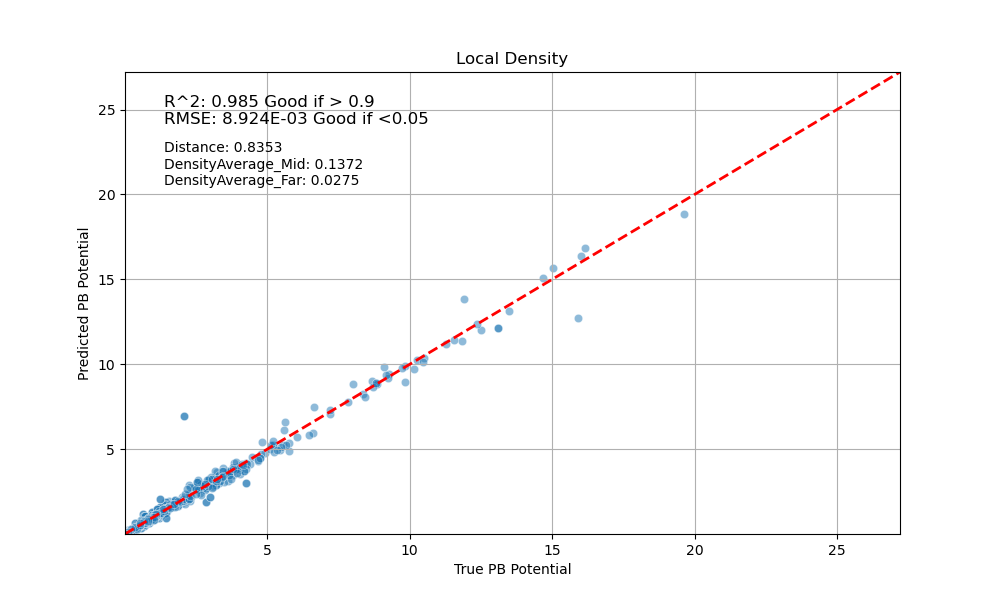 Local Density
R^2: 0.985 Good if > 0.9
RMSE: 8.924E-03 Good if <0.05
Distance: 0.8353
DensityAverage_Mid: 0.1372
DensityAverage_Far: 0.0275
Predicted PB Potential
25
20
15
10
5
5
10
15
20
25
True PB Potential